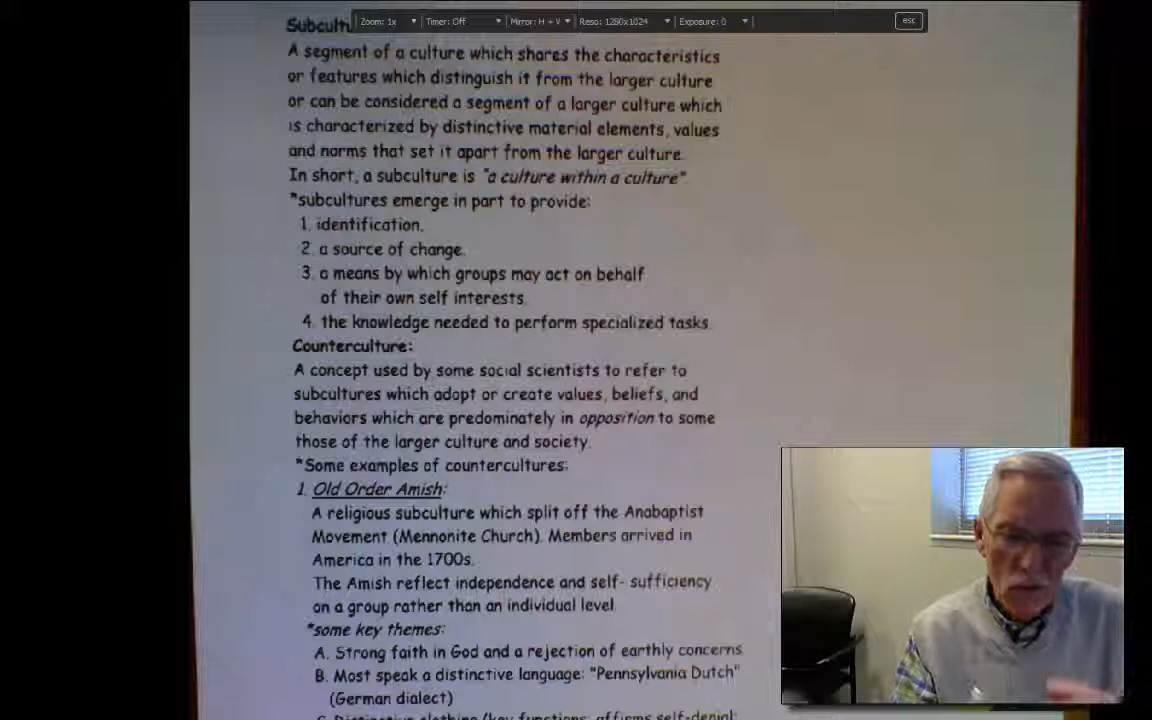 Zoom: 1x Timer: Off Mirror: H + V Reso: 1280x1024 Exposure: 0 esc
A segment of a culture which shares the characteristics
or features which distinguish it from the larger culture
or can be considered a segment of a larger culture which
is characterized by distinctive material elements, values
and norms that set it apart from the larger culture.
In short, a subculture is "a culture within a culture"
*subcultures emerge in part to provide:
1. identification.
2. a source of change.
3. a means by which groups may act on behalf
of their own self interests.
4. the knowledge needed to perform specialized tasks.
Counterculture:
A concept used by some social scientists to refer to
subcultures which adopt or create values, beliefs, and
behaviors which are predominately in opposition to some
those of the larger culture and society.
*Some examples of countercultures:
1. Old Order Amish:
A religious subculture which split off the Anabaptist
Movement (Mennonite Church). Members arrived in
America in the 1700s.
The Amish reflect independence and self- sufficiency
on a group rather than an individual level.
*some key themes:
A. Strong faith in God and a rejection of earthly concerns.
B. Most speak a distinctive language: "Pennsylvania Dutch"
(German dialect)
C. Distinctive clothing (key functions: affirms self-denial;